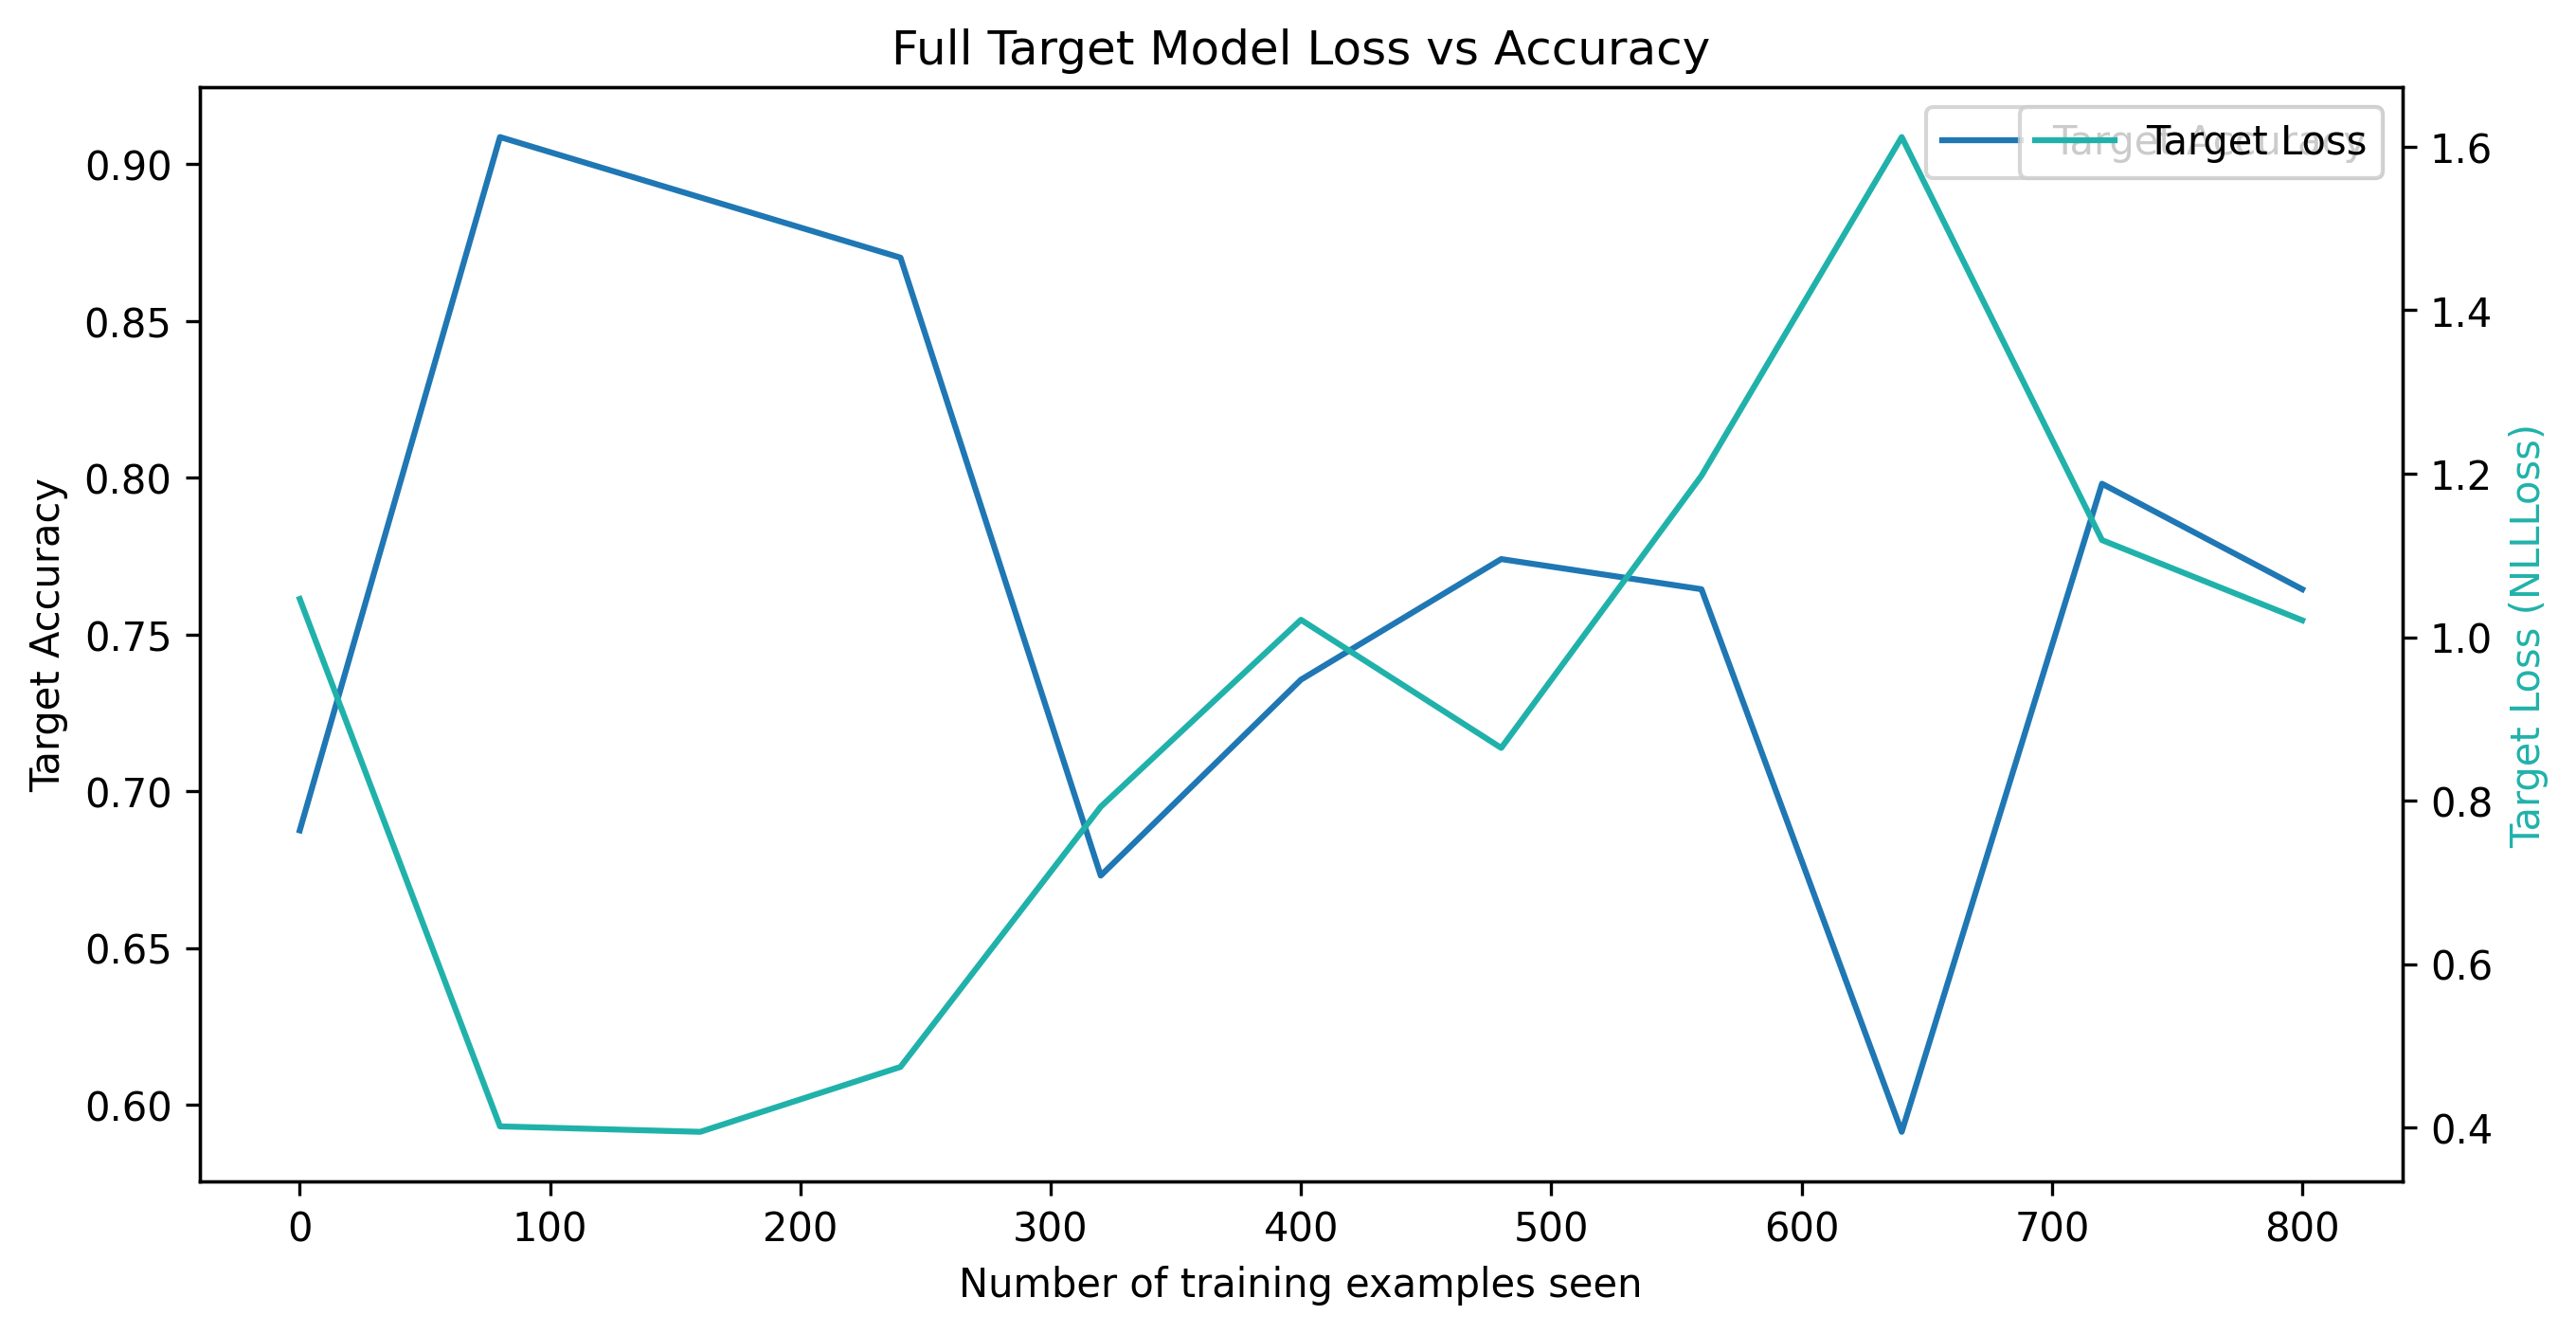 Full Target Model Loss vs Accuracy
Target Accuracy
Target Loss
0.90
0.85
0.80
0.75
0.70
0.65
0.60
Target Accuracy
1.6
1.4
1.2
1.0
0.8
0.6
0.4
Target Loss (NLLLoss)
0 100 200 300 400 500 600 700 800
Number of training examples seen